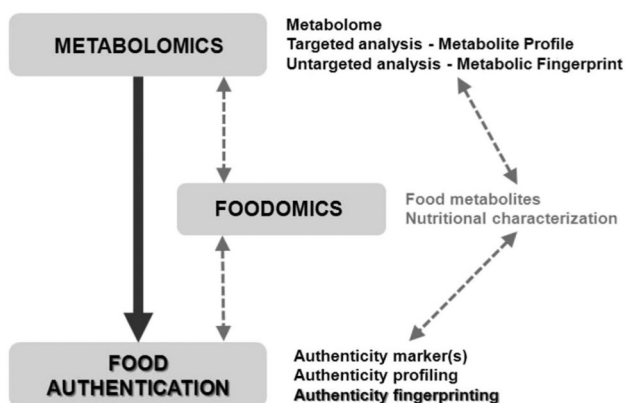 METABOLOMICS
Metabolome
Targeted analysis - Metabolite Profile
Untargeted analysis - Metabolic Fingerprint
FOODOMICS
Food metabolites
Nutritional characterization
FOOD
AUTHENTICATION
Authenticity marker(s)
Authenticity profiling
Authenticity fingerprinting